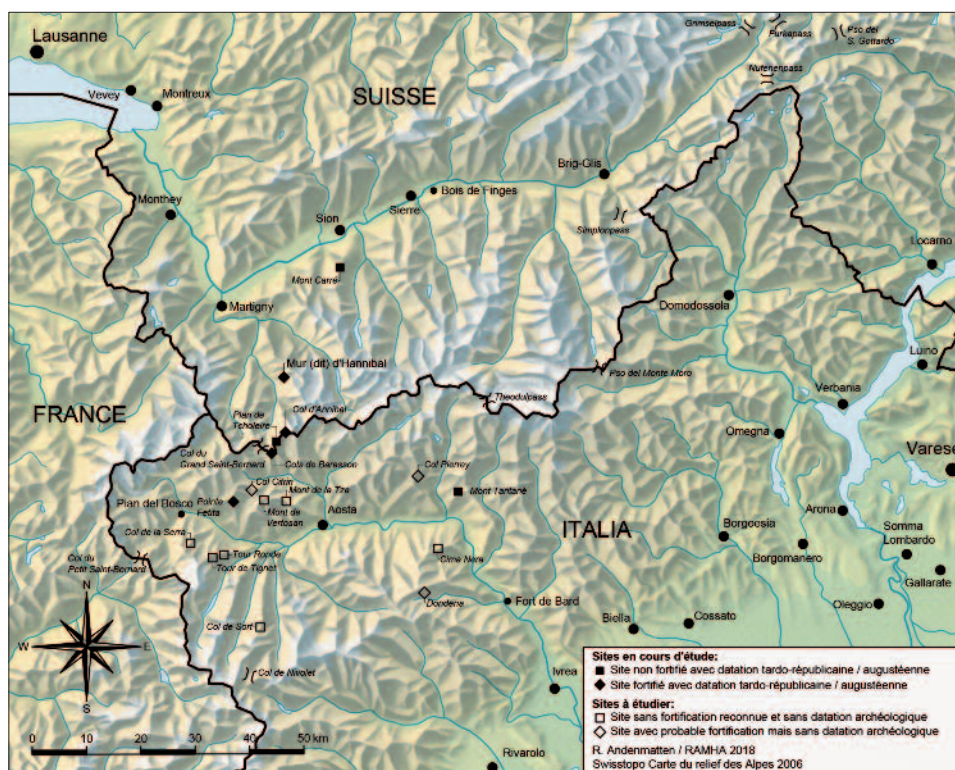 Lausanne
Vevey
Montreux
SUISSE
Grimselpass
Furkapass
Pso del
S. Gottardo
Nufenenpass
Brig-Glis
Bois de Finges
Monthey
Sierre
Sion
Simplonpass
Mont Carré
Locarno
Martigny
Domodossola
Mur (dit) d'Hannibal
Luino
Pso del Monte Moro
Col d'Annibal
Theodulpass
FRANCE
Plan de
Tcholeire
Verbania
Omegna
Col du
Grand Saint-Bernard
Cols de Barasson
Varese
Col Pierrey
Col Citrin
Mont de la Tze
Mont Tantané
Plan del Bosco
Pointe
Fetita
Mont de
Vertosan
Aosta
Arona
ITALIA
Borgosesia
Col de la Serra
Somma
Lombardo
Tour Ronde
Cime Nere
Borgomanero
Col du
Petit Saint-Bernard
Tour de Tignet
Gallarate
N
Dondena
Fort de Bard
Oleggio
Cossato
Biella
Col de Sort
W
E
Sites en cours d'étude:
Site non fortifié avec datation tardo-républicaine / augustéenne
Col de Nivolet
Ivrea
Site fortifié avec datation tardo-républicaine / augustéenne
S
Sites à étudier:
Site sans fortification reconnue et sans datation archéologique
Site avec probable fortification mais sans datation archéologique
0 10 20 30 40 50 km
R. Andenmatten / RAMHA 2018
Rivarolo
Swisstopo Carte du relief des Alpes 2006